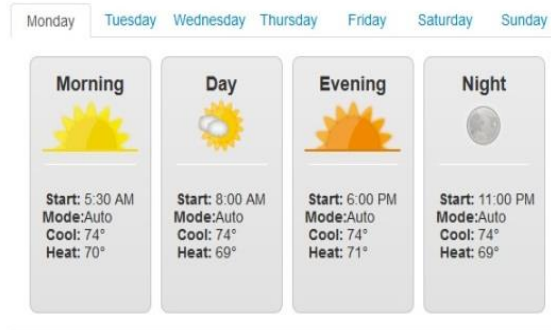 Monday Tuesday Wednesday Thursday Friday Saturday Sunday
Morning
Start: 5:30 AM
Mode:Auto
Cool: 74°
Heat: 70°
Day
Start: 8:00 AM
Mode:Auto
Cool: 74°
Heat: 69°
Evening
Start: 6:00 PM
Mode:Auto
Cool: 74°
Heat: 71°
Night
Start: 11:00 PM
Mode:Auto
Cool: 74°
Heat: 69°